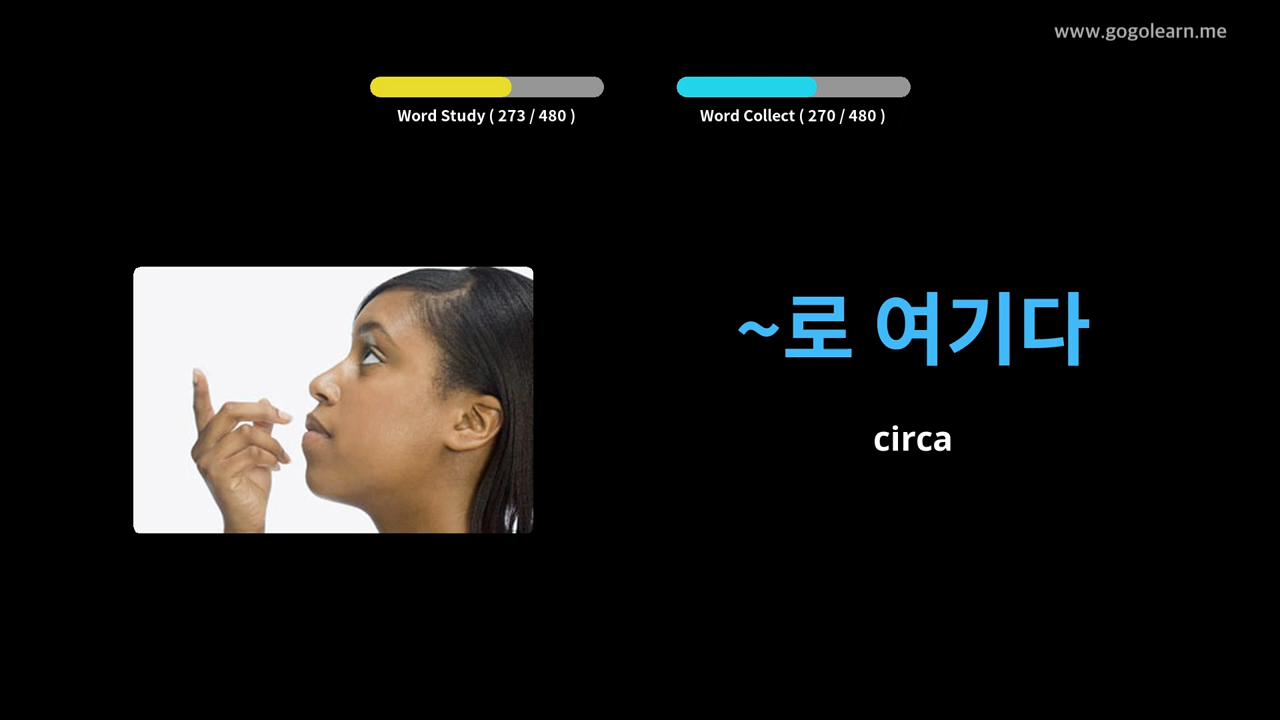 www.gogolearn.me
Word Study ( 273 / 480 )
Word Collect ( 270 / 480 )
~로 여기다
circa